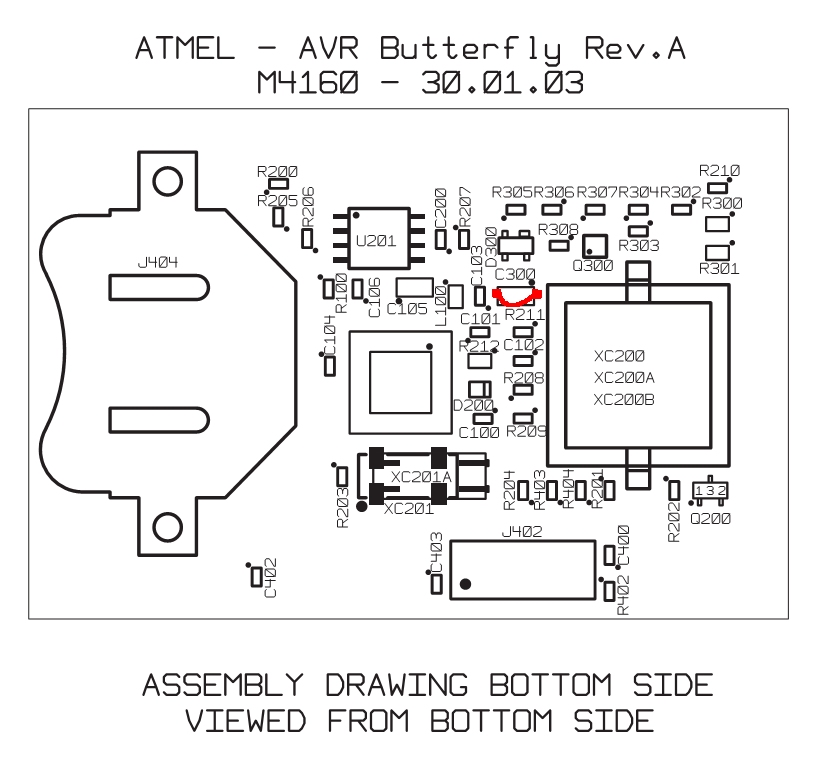 ATMEL - AVR Butterfly Rev.A
M4160 - 30.01.03
R200
R205
R206
U201
C200
R207
R305 R306 R307 R304 R302
R210
R300
D300
R308
Q300
R303
R301
J404
R100
C106
C105
L100
C103
C300
R211
C101
C102
C104
R212
R208
D200
C100
R209
XC200
XC200A
XC200B
XC201A
XC201
R203
R204
R403
R404
R201
R202
132
Q200
J402
C403
C400
R402
C402
ASSEMBLY DRAWING BOTTOM SIDE
VIEWED FROM BOTTOM SIDE